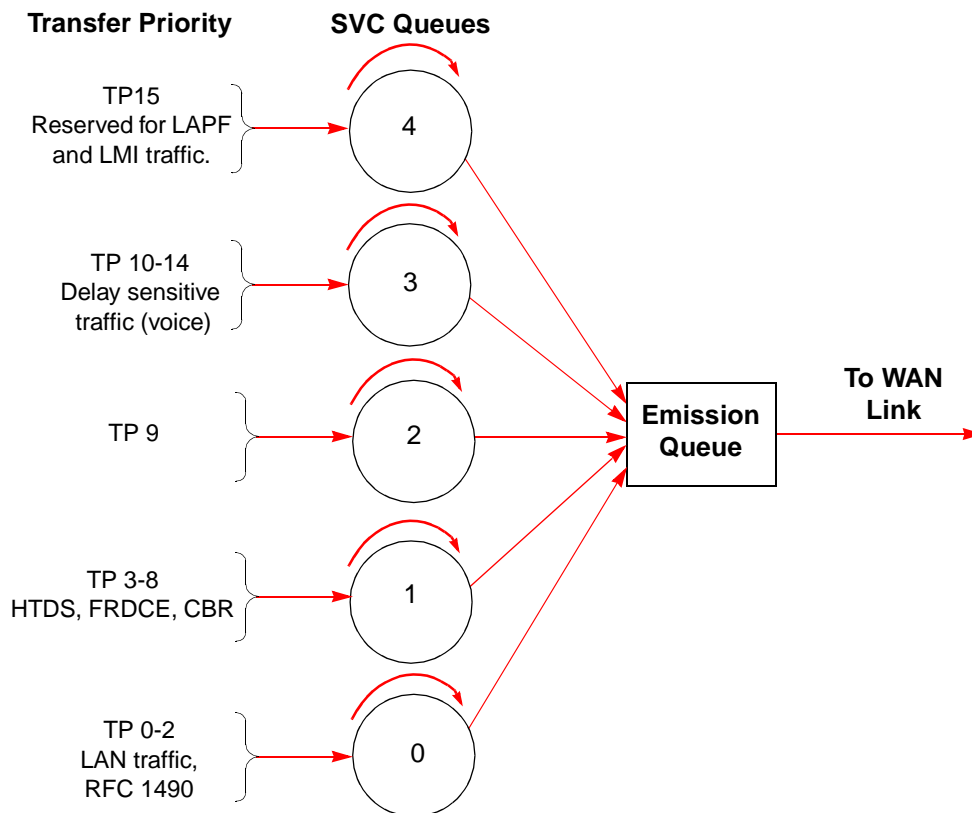 Transfer Priority
SVC Queues
TP15
Reserved for LAPF
and LMI traffic.
4
TP 10-14
Delay sensitive
traffic (voice)
3
TP 9
2
Emission
Queue
To WAN
Link
TP 3-8
HTDS, FRDCE, CBR
1
TP 0-2
LAN traffic,
RFC 1490
0